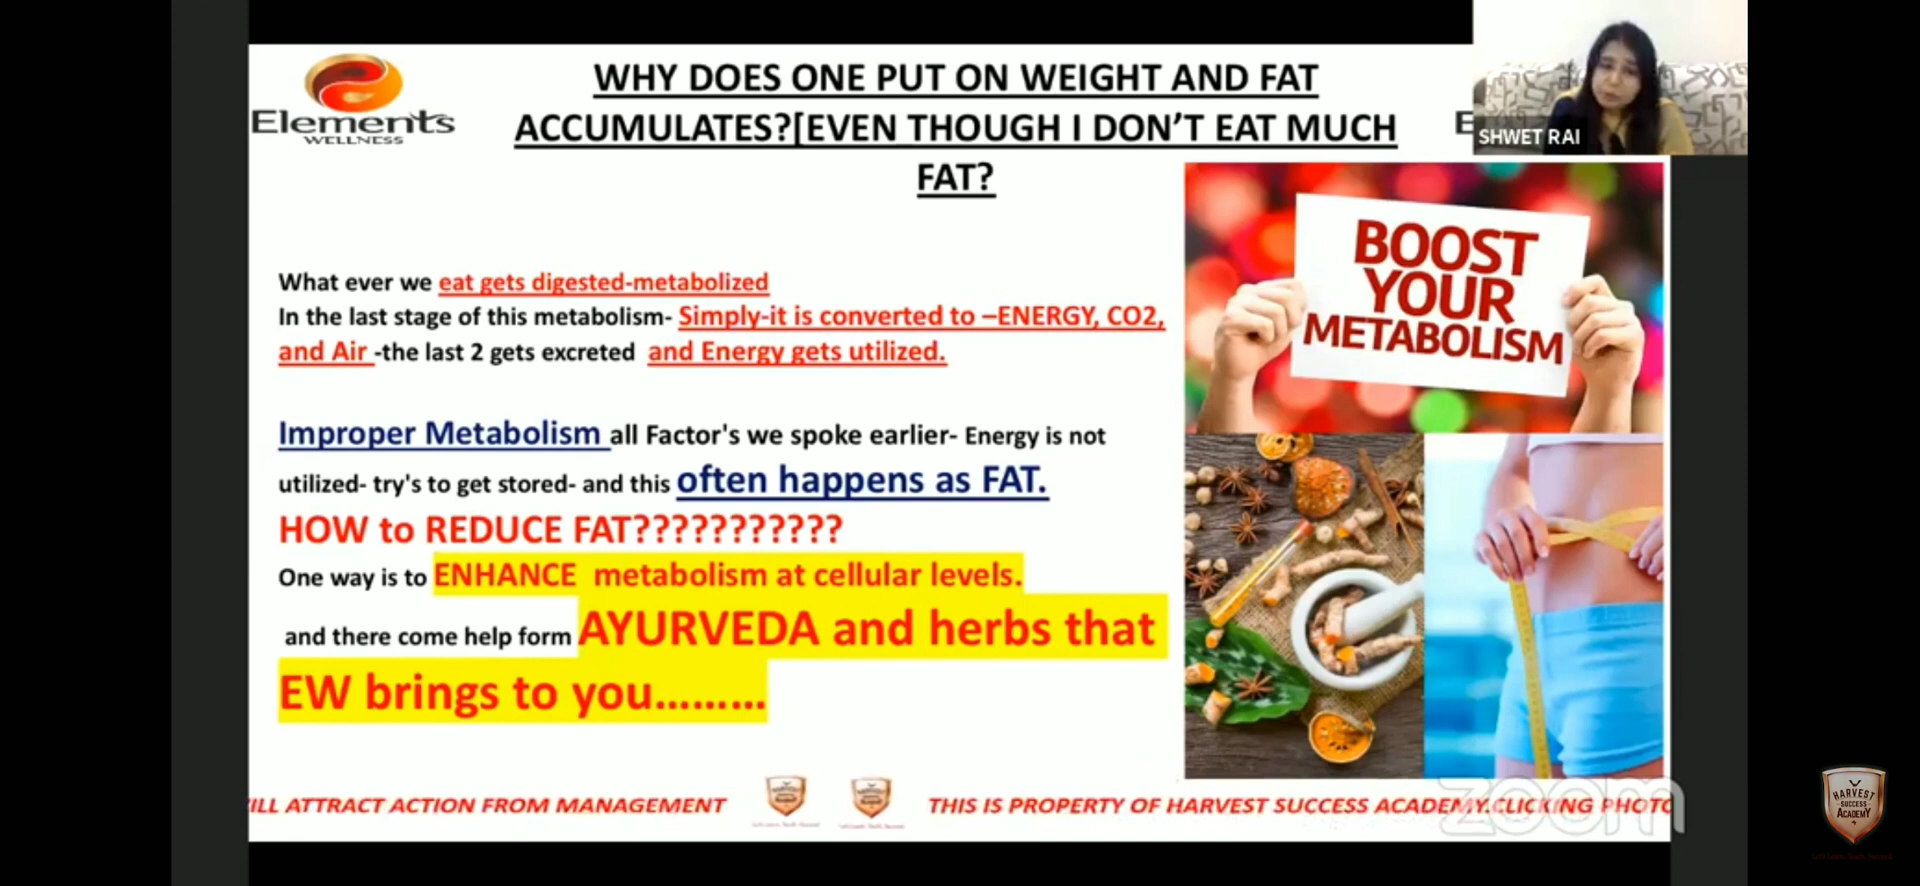 Elements
WELLNESS
WHY DOES ONE PUT ON WEIGHT AND FAT
ACCUMULATES?[EVEN THOUGH I DON'T EAT MUCH
FAT?
E
SHWET RAI
What ever we eat gets digested-metabolized
In the last stage of this metabolism- Simply-it is converted to –ENERGY, CO2,
and Air -the last 2 gets excreted and Energy gets utilized.
Improper Metabolism all Factor's we spoke earlier- Energy is not
utilized- try's to get stored- and this often happens as FAT.
HOW to REDUCE FAT???????????
One way is to ENHANCE metabolism at cellular levels.
and there come help form AYURVEDA and herbs that
EW brings to you.........
BOOST
YOUR
METABOLISM
ILL ATTRACT ACTION FROM MANAGEMENT
THIS IS PROPERTY OF HARVEST SUCCESS ACADEMY.CLICKING PHOTO
zoom
HARVEST
SUCCESS
ACADEMY